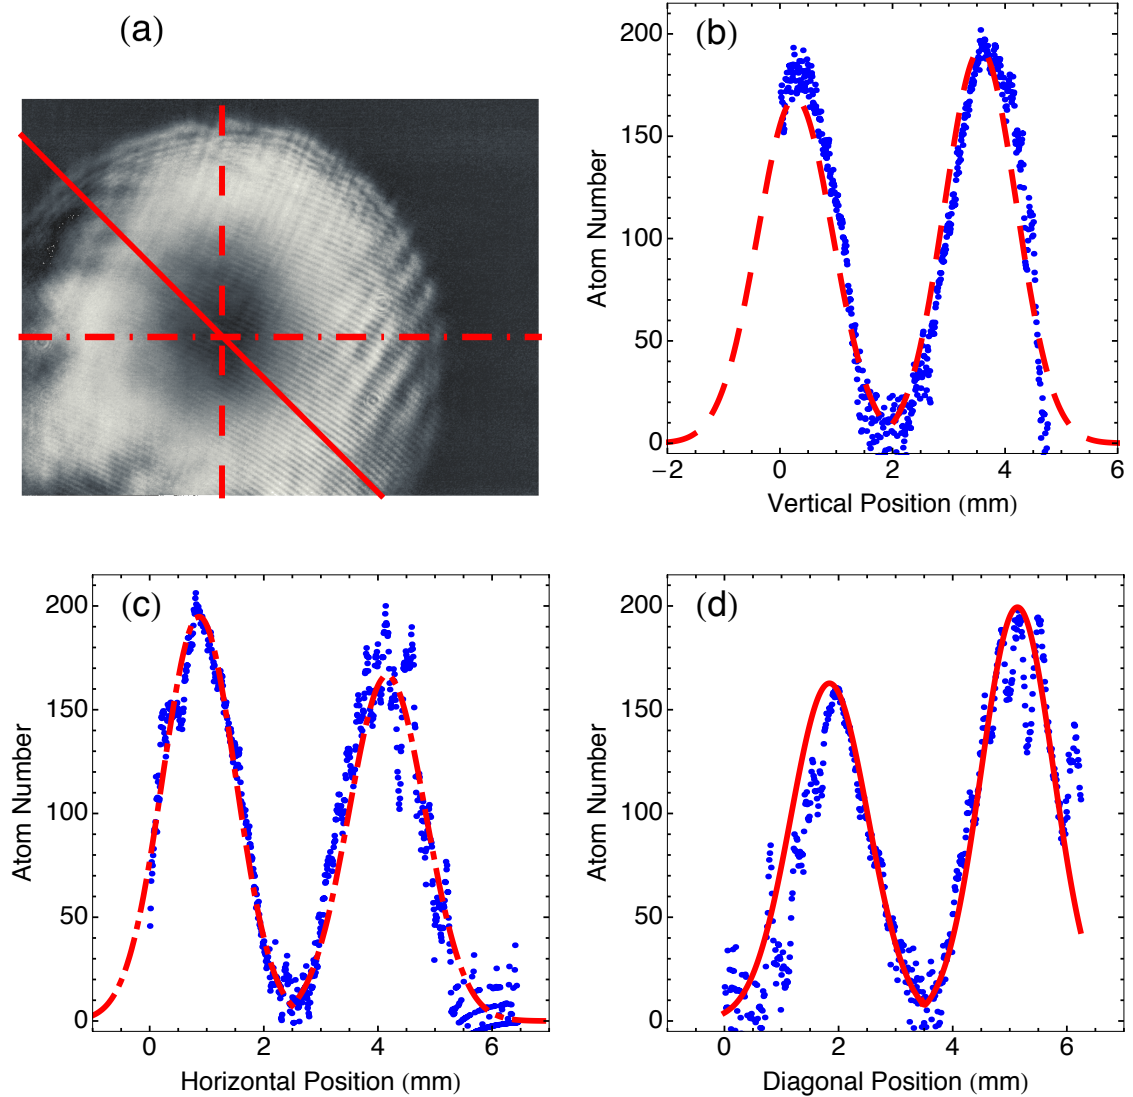 (a)
(b)
200
150
100
50
0
Atom Number
−2 0 2 4 6
Vertical Position (mm)
(c)
200
150
100
50
0
Atom Number
0 2 4 6
Horizontal Position (mm)
(d)
200
150
100
50
0
Atom Number
0 2 4 6
Diagonal Position (mm)